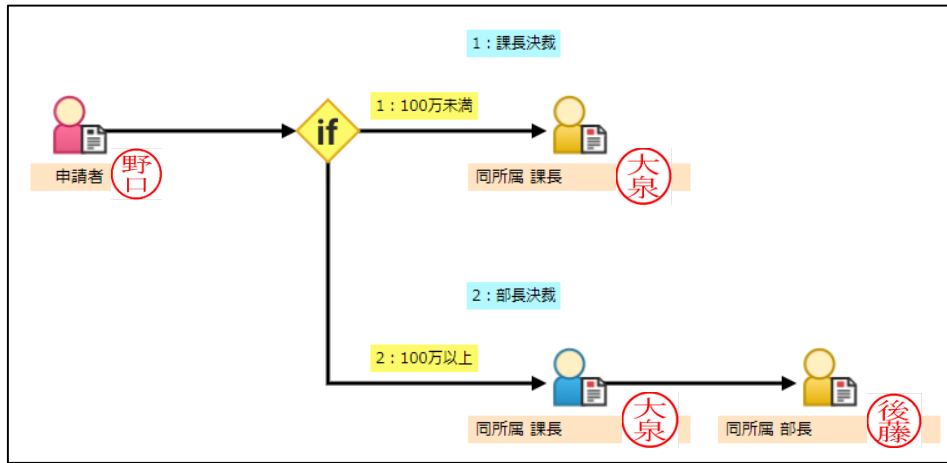 1：課長決裁
1：100万未満
if
申請者
野口
同所属 課長
大泉
2：部長決裁
2：100万以上
同所属 課長
大泉
同所属 部長
後藤